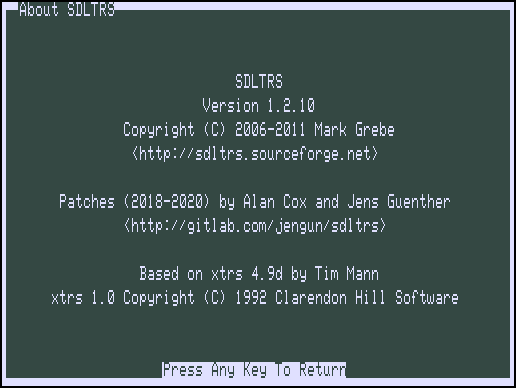 About SDLTRS
SDLTRS
Version 1.2.10
Copyright (C) 2006-2011 Mark Grebe
<http://sdltrs.sourceforge.net>
Patches (2018-2020) by Alan Cox and Jens Guenther
<http://gitlab.com/jengun/sdltrs>
Based on xtrs 4.9d by Tim Mann
xtrs 1.0 Copyright (C) 1992 Clarendon Hill Software
Press Any Key To Return